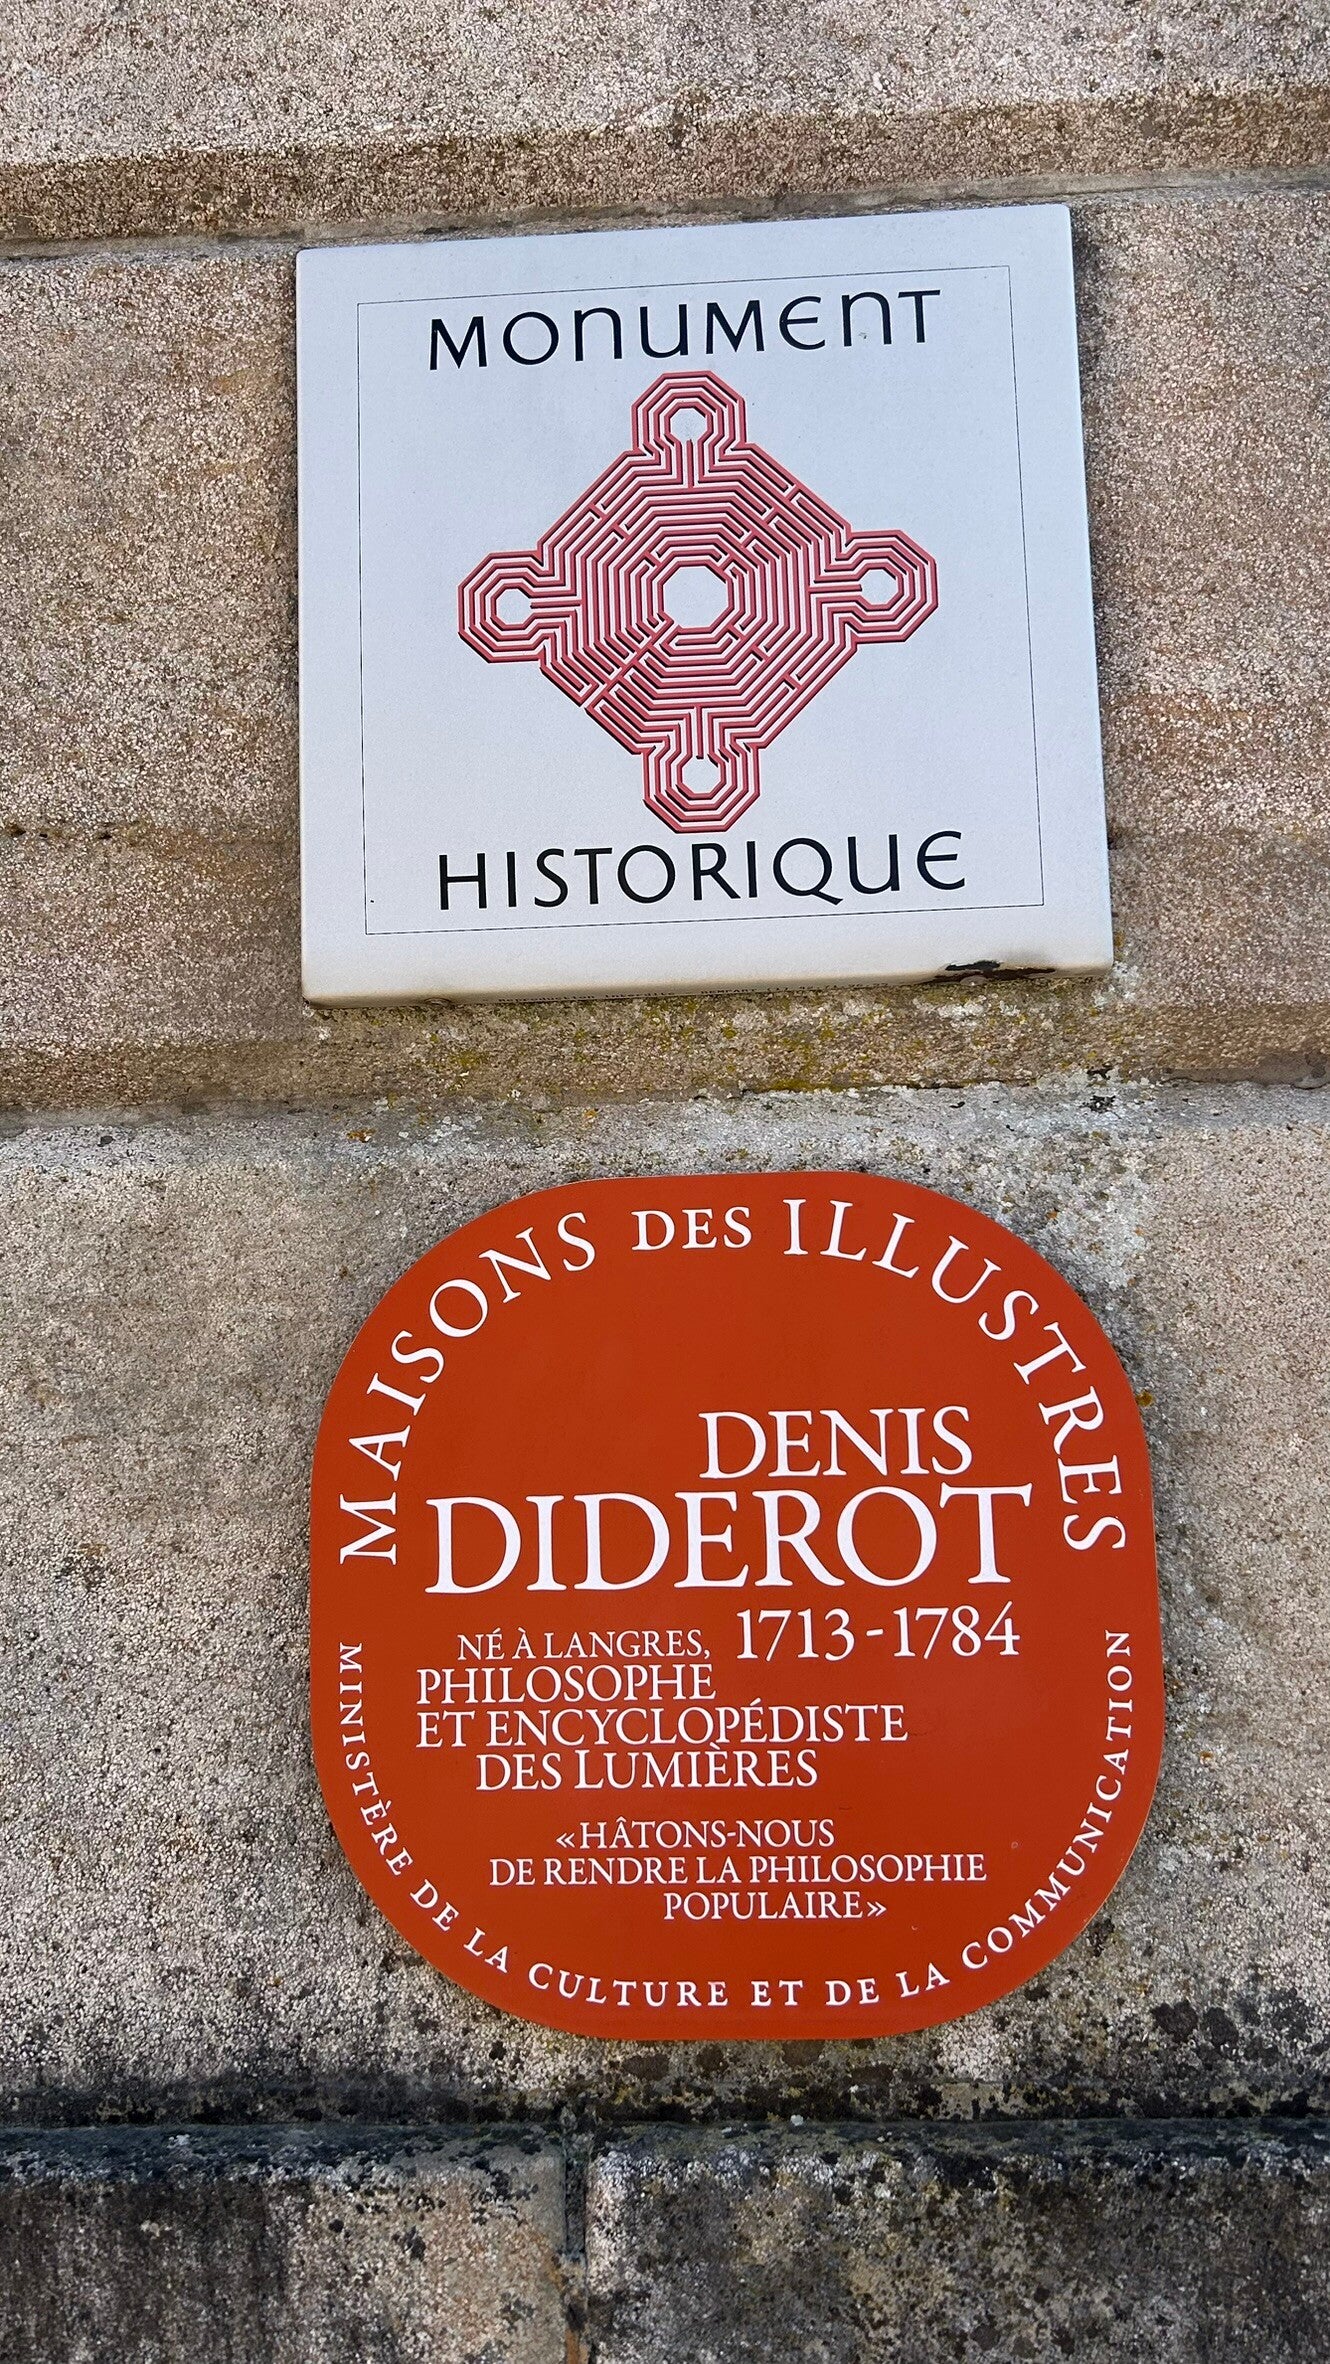 MONUMENT
HISTORIQUE
MAISONS DES ILLUSTRES
DENIS
DIDEROT
1713-1784
NÉ À LANGRES,
PHILOSOPHE
ET ENCYCLOPÉDISTE
DES LUMIÈRES
«HÂTONS-NOUS
DE RENDRE LA PHILOSOPHIE
POPULAIRE»
MINISTÈRE DE LA CULTURE ET DE LA COMMUNICATION